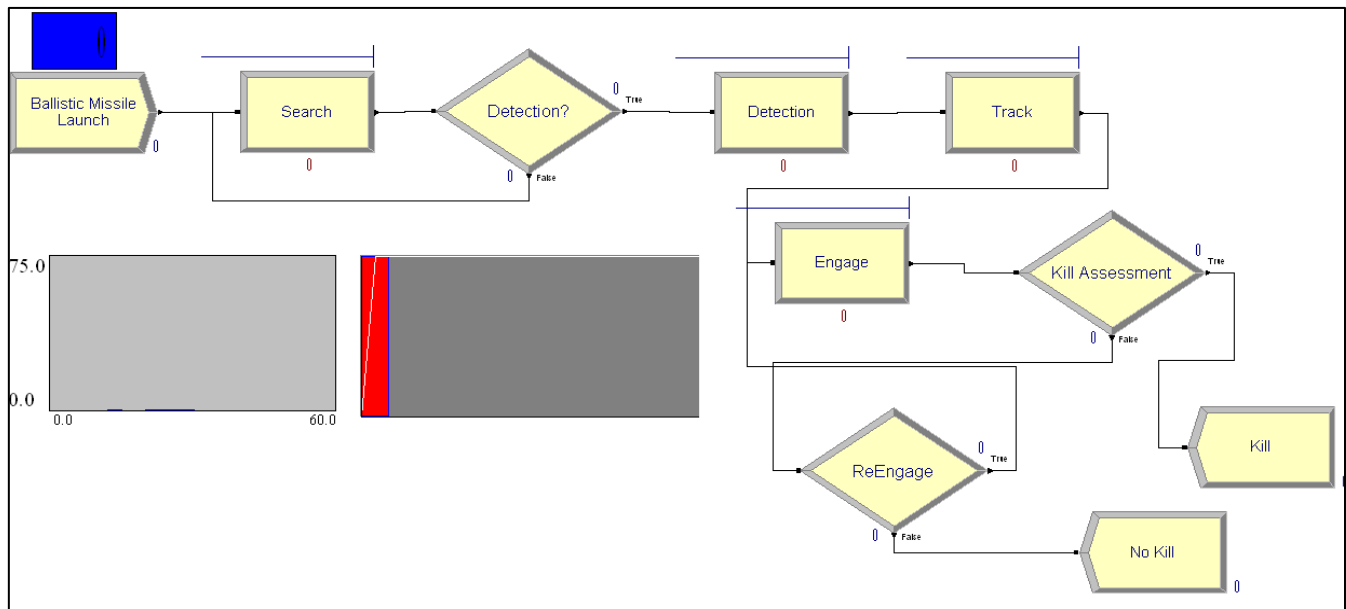 Ballistic Missile
Launch
0
Search
0
Detection?
0
True
0
False
Detection
0
Track
0
Engage
0
Kill Assessment
0
True
0
False
75.0
0.0
0.0
60.0
ReEngage
0
True
0
False
Kill
No Kill
0